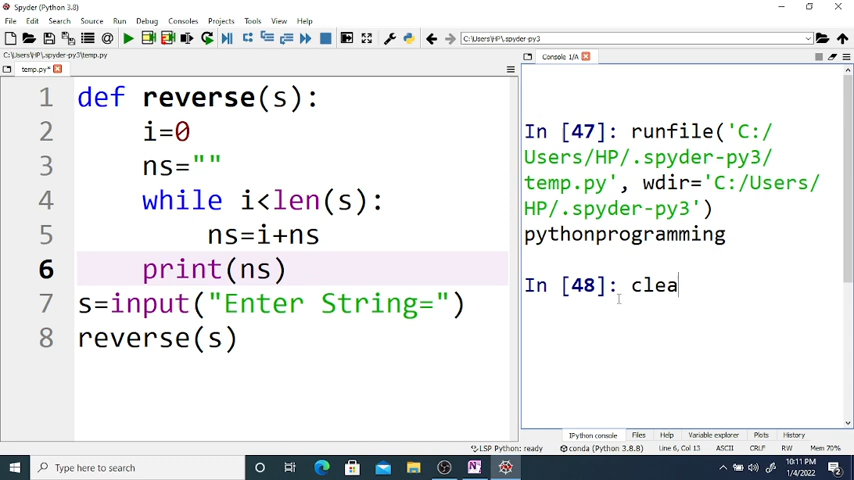 Spyder (Python 3.8)
File Edit Search Source Run Debug Consoles Projects Tools View Help
C:\Users\HP\.spyder-py3
C:\Users\HP\.spyder-py3\temp.py
temp.py*
Console 1/A
1 def reverse(s):
2 i=0
3 ns=""
4 while i<len(s):
5 ns=i+ns
6 print(ns)
7 s=input("Enter String=")
8 reverse(s)
In [47]: runfile('C:/
Users/HP/.spyder-py3/
temp.py', wdir='C:/Users/
HP/.spyder-py3')
pythonprogramming
In [48]: clea
IPython console Files Help Variable explorer Plots History
LSP Python: ready conda (Python 3.8.8) Line 6, Col 13 ASCII CRLF RW Mem 70%
Type here to search
10:11 PM
1/4/2022
2